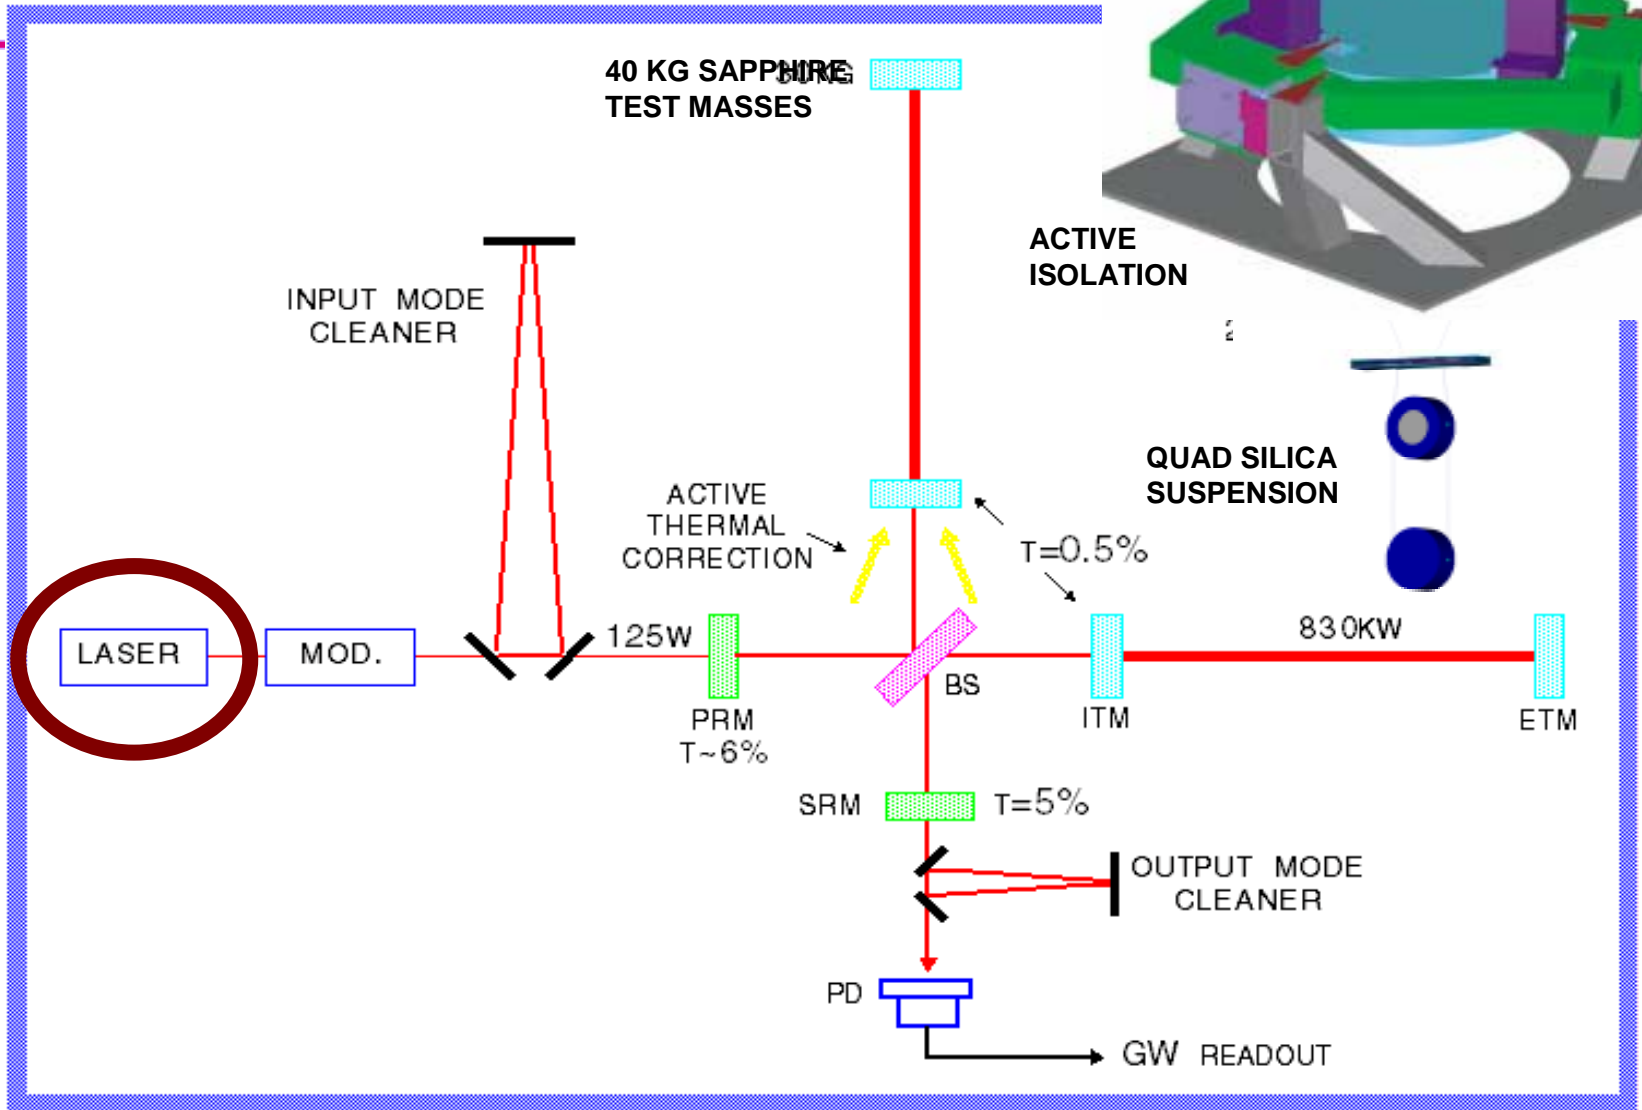 40 KG SAPPHIRE
TEST MASSES
ACTIVE
ISOLATION
INPUT MODE
CLEANER
QUAD SILICA
SUSPENSION
ACTIVE
THERMAL
CORRECTION
T=0.5%
LASER
MOD.
125W
830KW
BS
PRM
T~6%
ITM
ETM
SRM
T=5%
OUTPUT MODE
CLEANER
PD
GW READOUT